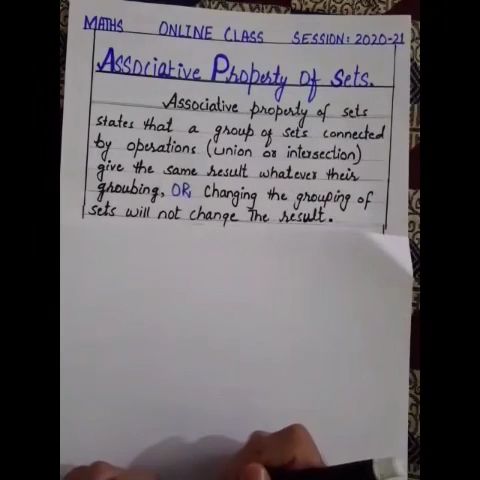 MATHS ONLINE CLASS SESSION: 2020-21
Associative Property Of Sets.
Associative property of sets
states that a group of sets connected
by operations (union or intersection)
give the same result whatever their
groubing, OR, Changing the grouping of
sets will not change The result.